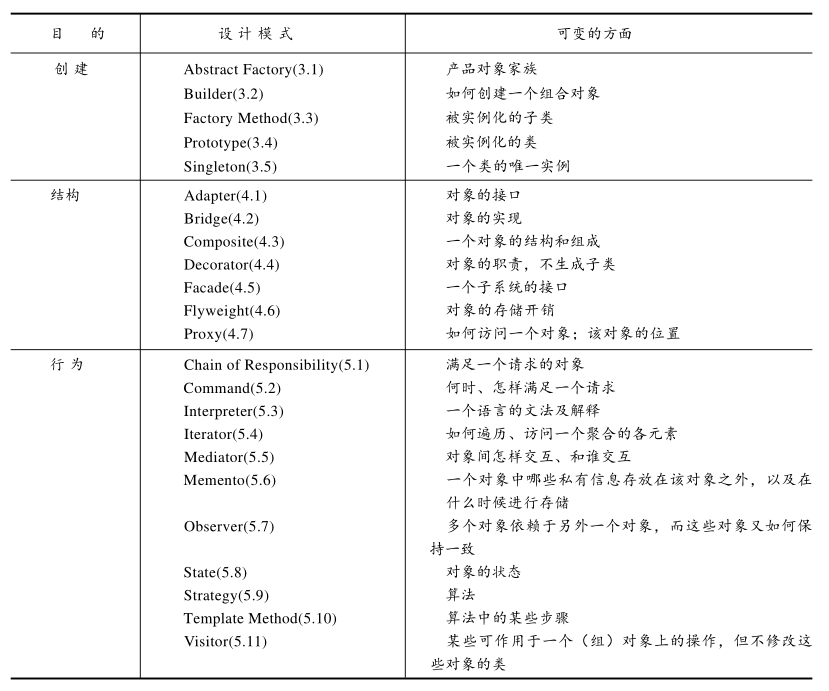 目 的 设计模式 可变的方面
创建 Abstract Factory(3.1) 产品对象家族
Builder(3.2) 如何创建一个组合对象
Factory Method(3.3) 被实例化的子类
Prototype(3.4) 被实例化的类
Singleton(3.5) 一个类的唯一实例
结构 Adapter(4.1) 对象的接口
Bridge(4.2) 对象的实现
Composite(4.3) 一个对象的结构和组成
Decorator(4.4) 对象的职责，不生成子类
Facade(4.5) 一个子系统的接口
Flyweight(4.6) 对象的存储开销
Proxy(4.7) 如何访问一个对象；该对象的位置
行为 Chain of Responsibility(5.1) 满足一个请求的对象
Command(5.2) 何时、怎样满足一个请求
Interpreter(5.3) 一个语言的文法及解释
Iterator(5.4) 如何遍历、访问一个聚合的各元素
Mediator(5.5) 对象间怎样交互、和谁交互
Memento(5.6) 一个对象中哪些私有信息存放在该对象之外，以及在
什么时候进行存储
Observer(5.7) 多个对象依赖于另外一个对象，而这些对象又如何保
持一致
State(5.8) 对象的状态
Strategy(5.9) 算法
Template Method(5.10) 算法中的某些步骤
Visitor(5.11) 某些可作用于一个（组）对象上的操作，但不修改这
些对象的类